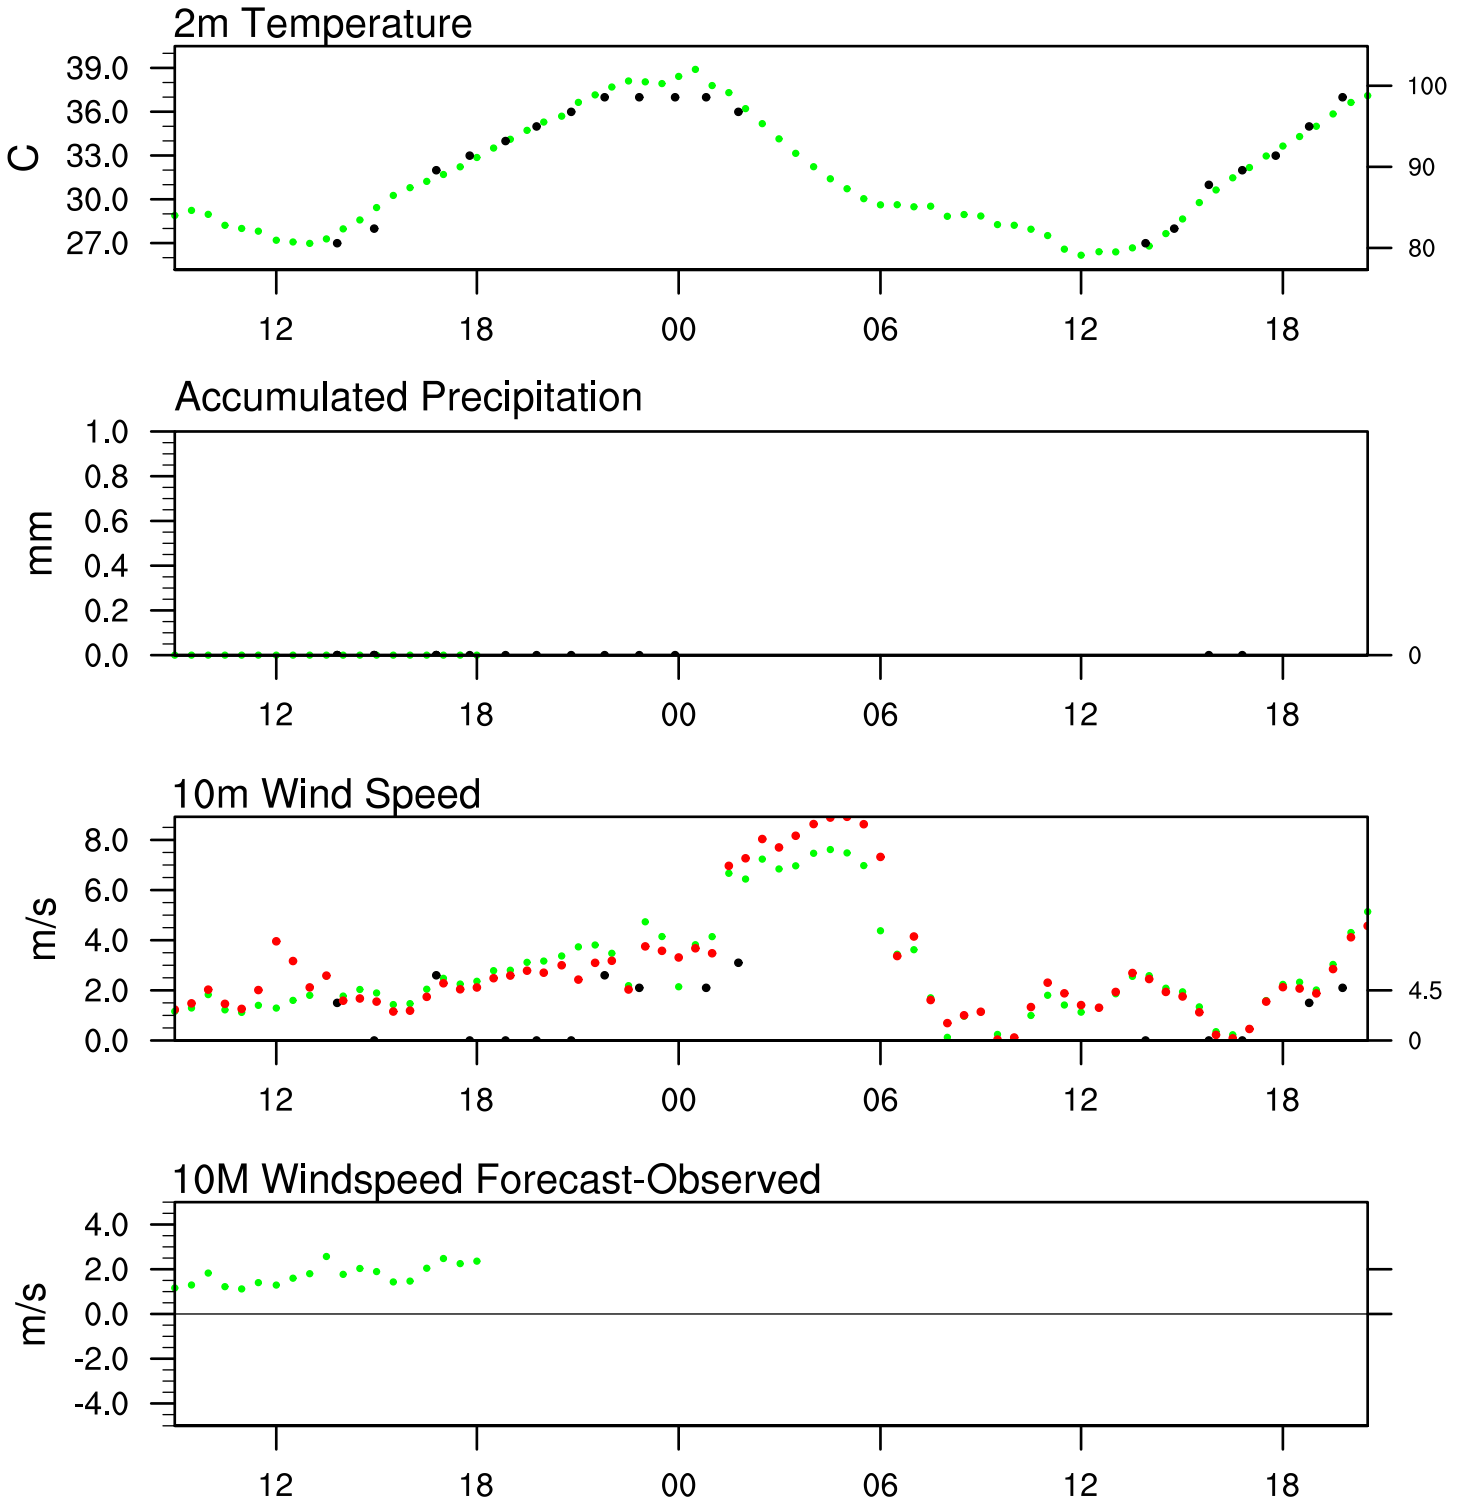 2m Temperature
39.0
36.0
33.0
30.0
27.0
C
100
90
80
12 18 00 06 12 18
Accumulated Precipitation
1.0
0.8
0.6
0.4
0.2
0.0
mm
0
12 18 00 06 12 18
10m Wind Speed
8.0
6.0
4.0
2.0
0.0
m/s
4.5
0
12 18 00 06 12 18
10M Windspeed Forecast-Observed
4.0
2.0
0.0
-2.0
-4.0
m/s
12 18 00 06 12 18